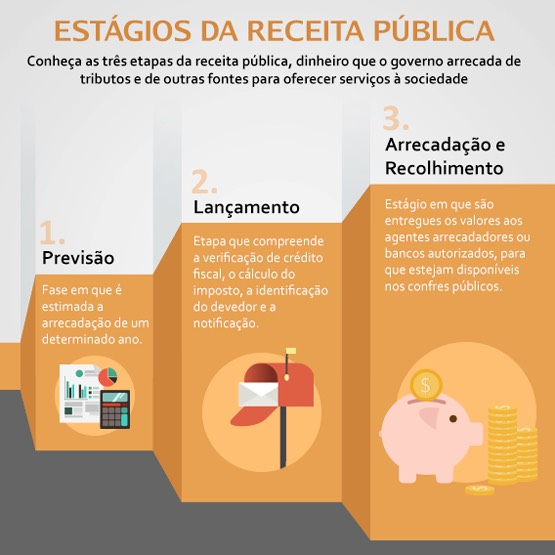 ESTÁGIOS DA RECEITA PÚBLICA
Conheça as três etapas da receita pública, dinheiro que o governo arrecada de
tributos e de outras fontes para oferecer serviços à sociedade
1.
Previsão
Fase em que é
estimada a
arrecadação de um
determinado ano.
2.
Lançamento
Etapa que compreende
a verificação de crédito
fiscal, o cálculo do
imposto, a identificação
do devedor e a
notificação.
3.
Arrecadação e
Recolhimento
Estágio em que são
entregues os valores aos
agentes arrecadadores ou
bancos autorizados, para
que estejam disponíveis
nos confres públicos.
$